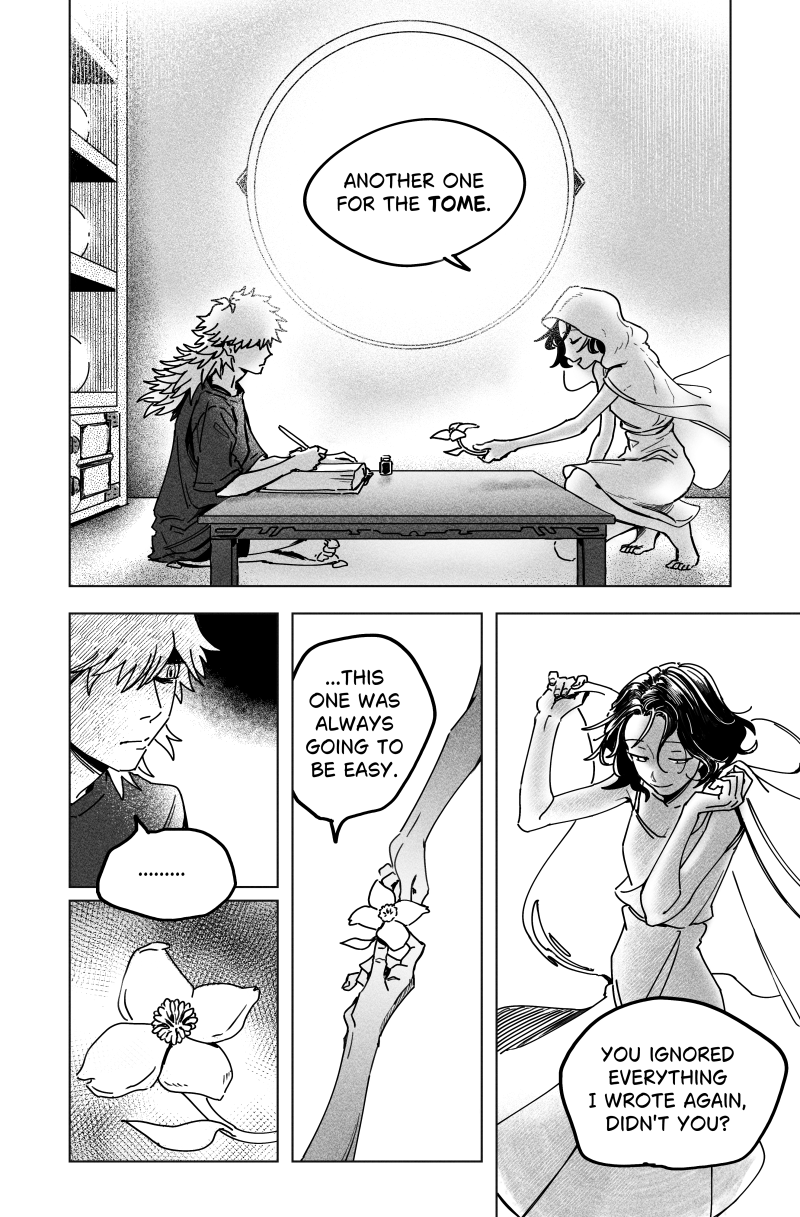 ANOTHER ONE
FOR THE TOME.
.........
...THIS
ONE WAS
ALWAYS
GOING TO
BE EASY.
YOU IGNORED
EVERYTHING
I WROTE AGAIN,
DIDN'T YOU?